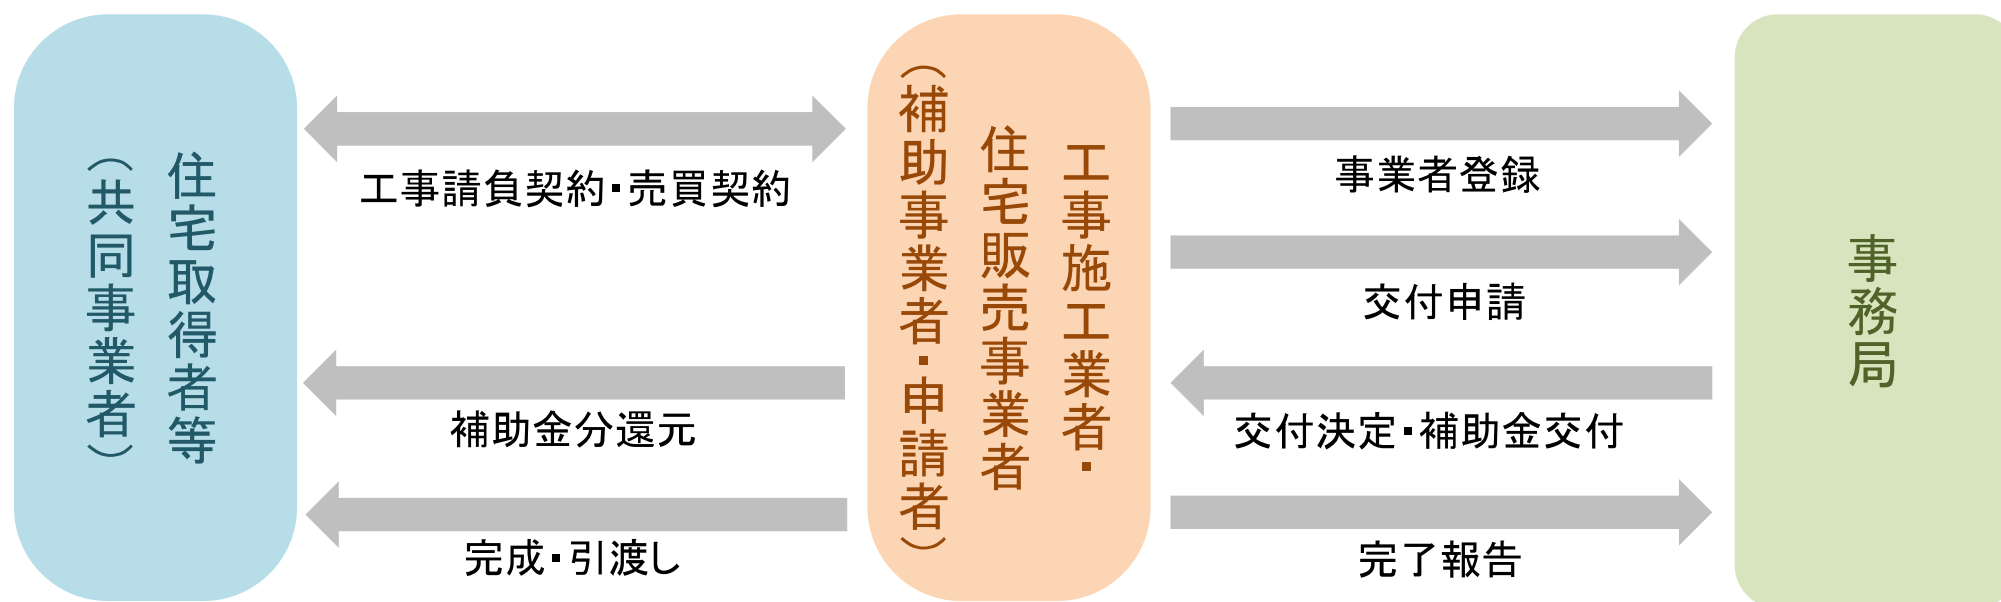 住宅取得者等
（共同事業者）
工事請負契約・売買契約
補助金分還元
完成・引渡し
工事施工業者・
住宅販売事業者
（補助事業者・申請者）
事業者登録
交付申請
交付決定・補助金交付
完了報告
事務局